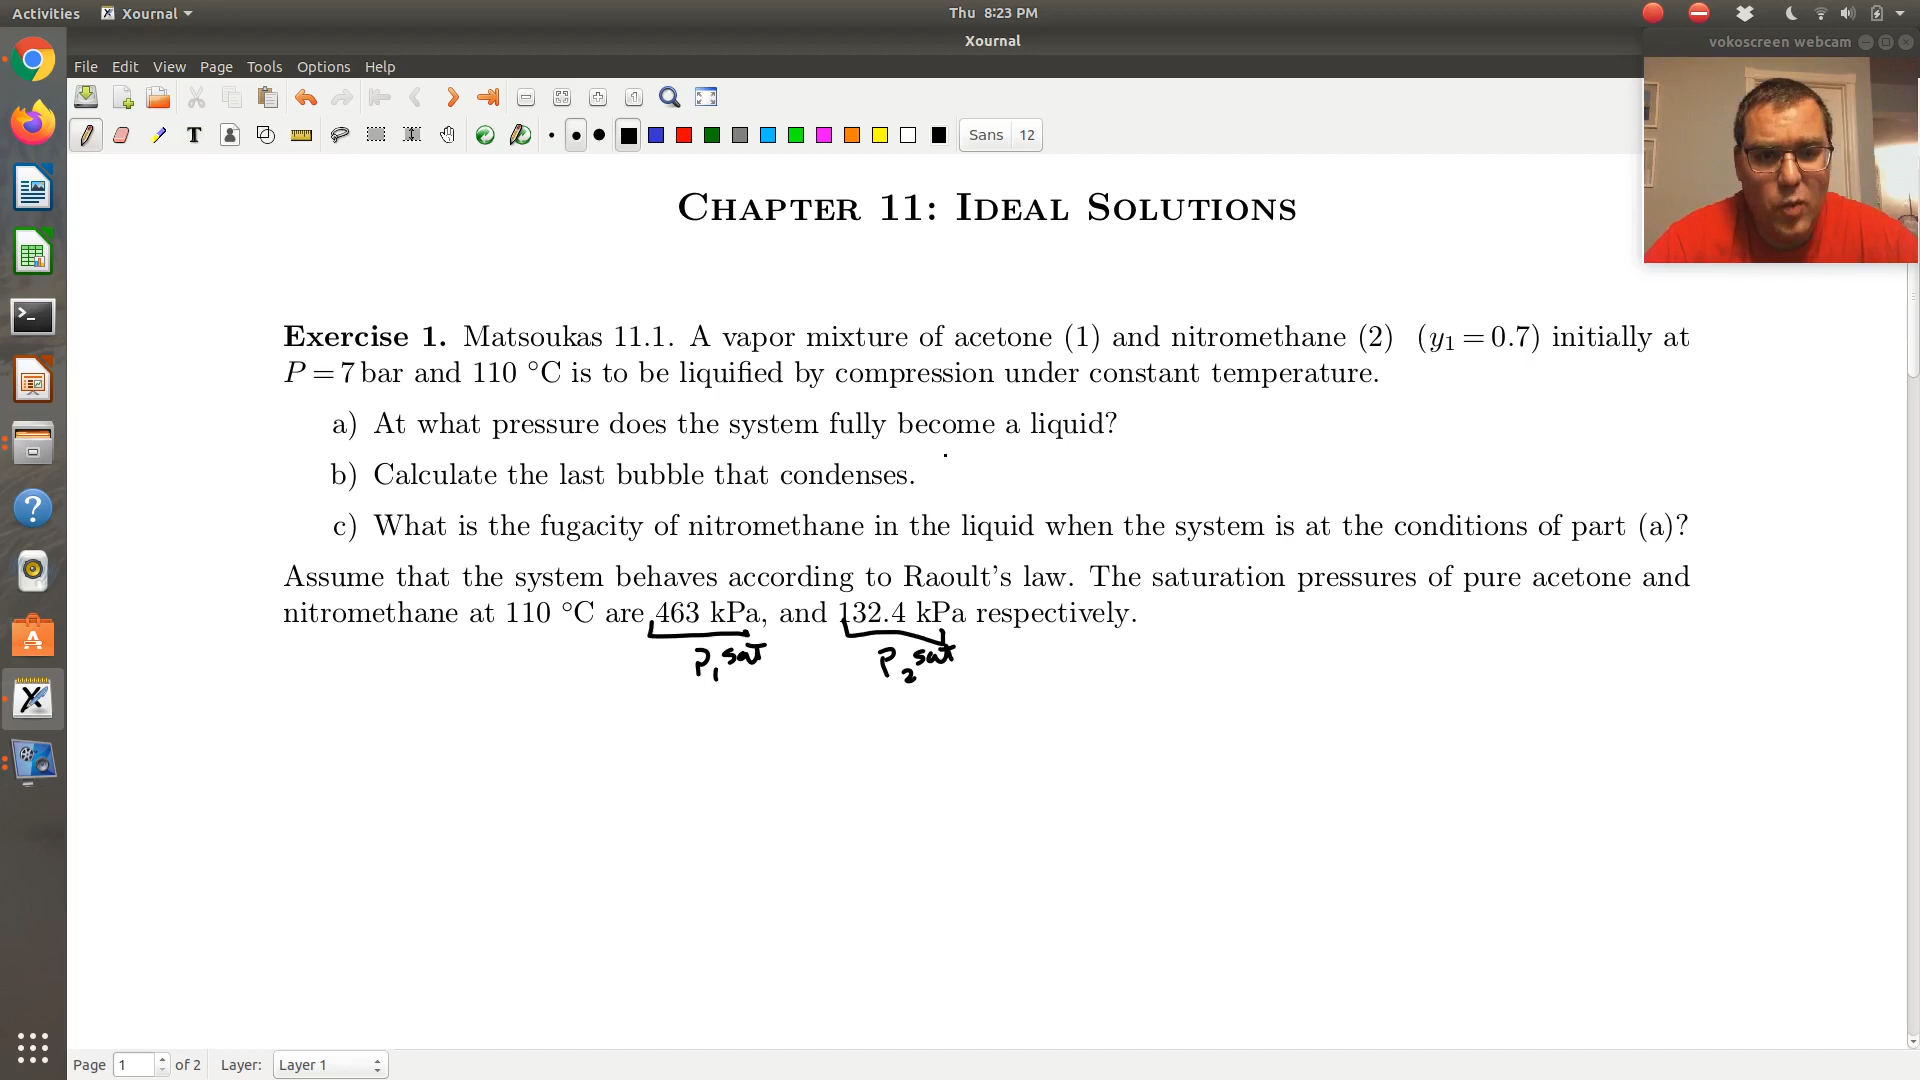 Activities Xournal Thu 8:23 PM
Xournal
vokoscreen webcam
File Edit View Page Tools Options Help
Sans 12
CHAPTER 11: IDEAL SOLUTIONS
Exercise 1. Matsoukas 11.1. A vapor mixture of acetone (1) and nitromethane (2) (y₁ = 0.7) initially at
P = 7 bar and 110 °C is to be liquified by compression under constant temperature.
a) At what pressure does the system fully become a liquid?
b) Calculate the last bubble that condenses.
c) What is the fugacity of nitromethane in the liquid when the system is at the conditions of part (a)?
Assume that the system behaves according to Raoult's law. The saturation pressures of pure acetone and
nitromethane at 110 °C are 463 kPa, and 132.4 kPa respectively.
P₁sat P₂sat
Page 1 of 2 Layer: Layer 1